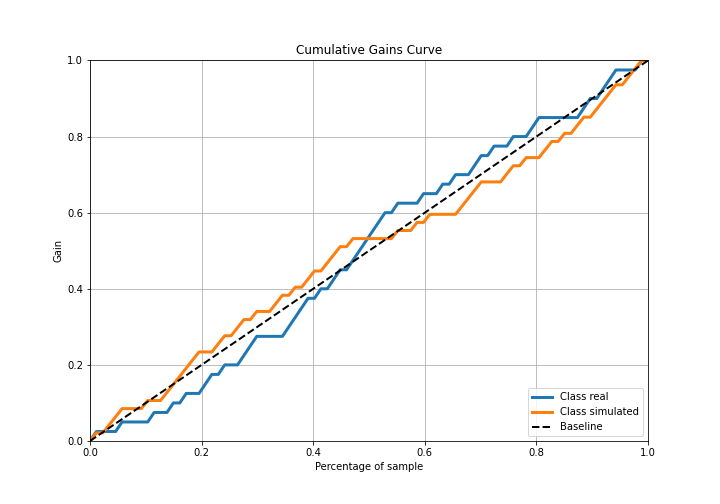 Cumulative Gains Curve
1.0
0.8
0.6
0.4
0.2
0.0
Gain
0.0 0.2 0.4 0.6 0.8 1.0
Percentage of sample
Class real
Class simulated
Baseline